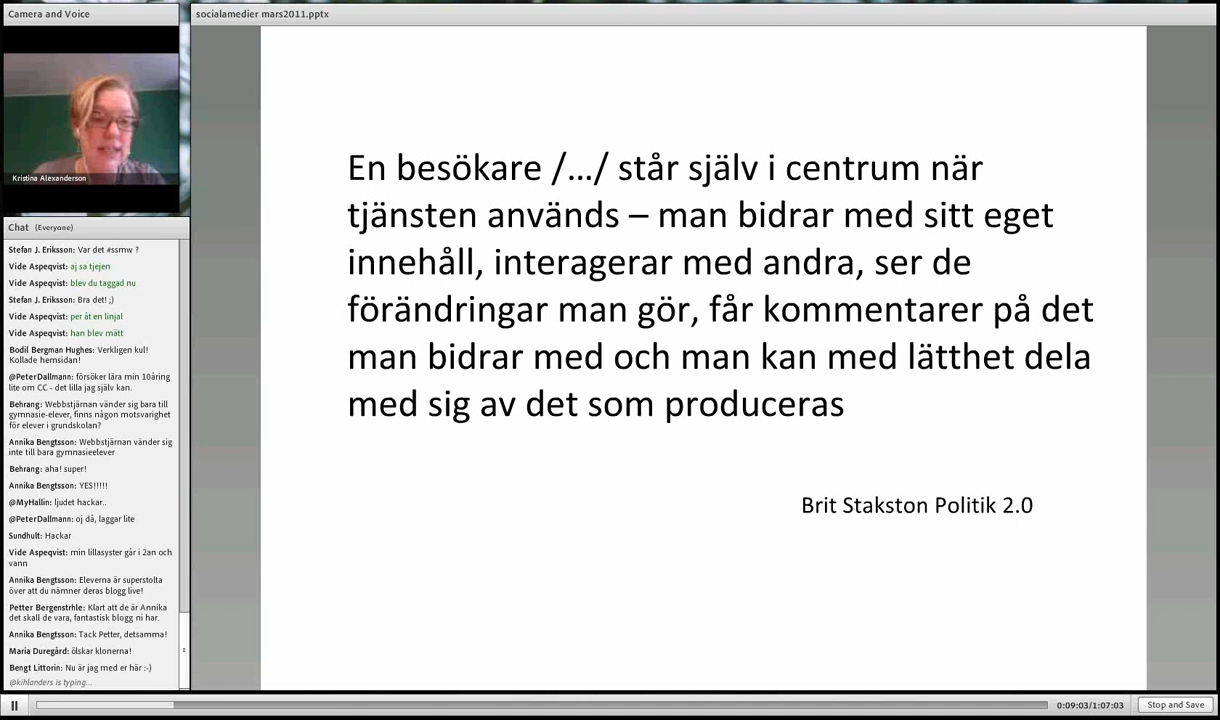 Camera and Voice
socialamedier mars2011.pptx
Kristina Alexanderson
Chat (Everyone)
Stefan J. Eriksson: Var det #ssmw ?
Vide Aspeqvist: aj sa tjejen
Vide Aspeqvist: blev du taggad nu
Stefan J. Eriksson: Bra det! ;)
Vide Aspeqvist: per åt en linjal
Vide Aspeqvist: han blev mätt
Bodil Bergman Hughes: Verkligen kul!
Kollade hemsidan!
@PeterDallmann: försöker lära min 10åring
lite om CC - det lilla jag själv kan.
Behrang: Webbstjärnan vänder sig bara till
gymnasie-elever, finns någon motsvarighet
för elever i grundskolan?
Annika Bengtsson: Webbstjärnan vänder sig
inte till bara gymnasieelever
Behrang: aha! super!
Annika Bengtsson: YES!!!!!
@MyHallin: ljudet hackar..
@PeterDallmann: oj då, laggar lite
Sundhult: Hackar
Vide Aspeqvist: min lillasyster går i 2an och
vann
Annika Bengtsson: Eleverna är superstolta
över att du nämner deras blogg live!
Petter Bergenstrhle: Klart att de är Annika
det skall de vara, fantastisk blogg ni har.
Annika Bengtsson: Tack Petter, detsamma!
Maria Duregård: ölskar klonerna!
Bengt Littorin: Nu är jag med er här :-)
@kihlanders is typing...
En besökare /…/ står själv i centrum när
tjänsten används – man bidrar med sitt eget
innehåll, interagerar med andra, ser de
förändringar man gör, får kommentarer på det
man bidrar med och man kan med lätthet dela
med sig av det som produceras
Brit Stakston Politik 2.0
0:09:03/1:07:03
Stop and Save